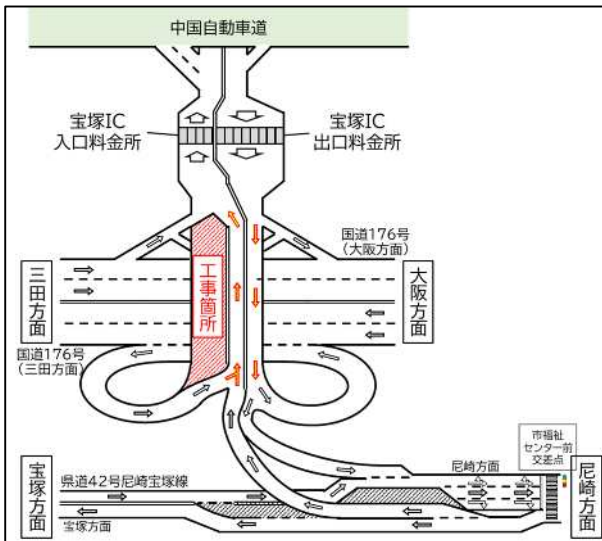 中国自動車道
宝塚IC
入口料金所
宝塚IC
出口料金所
国道176号
(大阪方面)
三田方面
工事箇所
大阪方面
国道176号
(三田方面)
市福祉
センター前
交差点
宝塚方面
県道42号尼崎宝塚線
尼崎方面
尼崎方面
宝塚方面